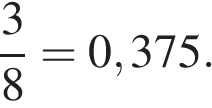 3/8 = 0,375.